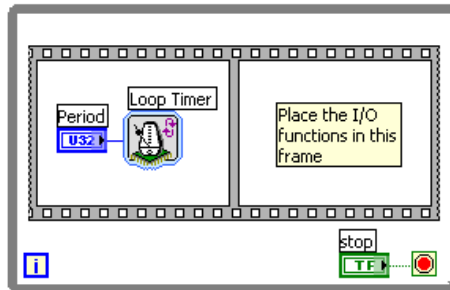 Loop Timer
Period
U32
Place the I/O
functions in this
frame
stop
TF
i